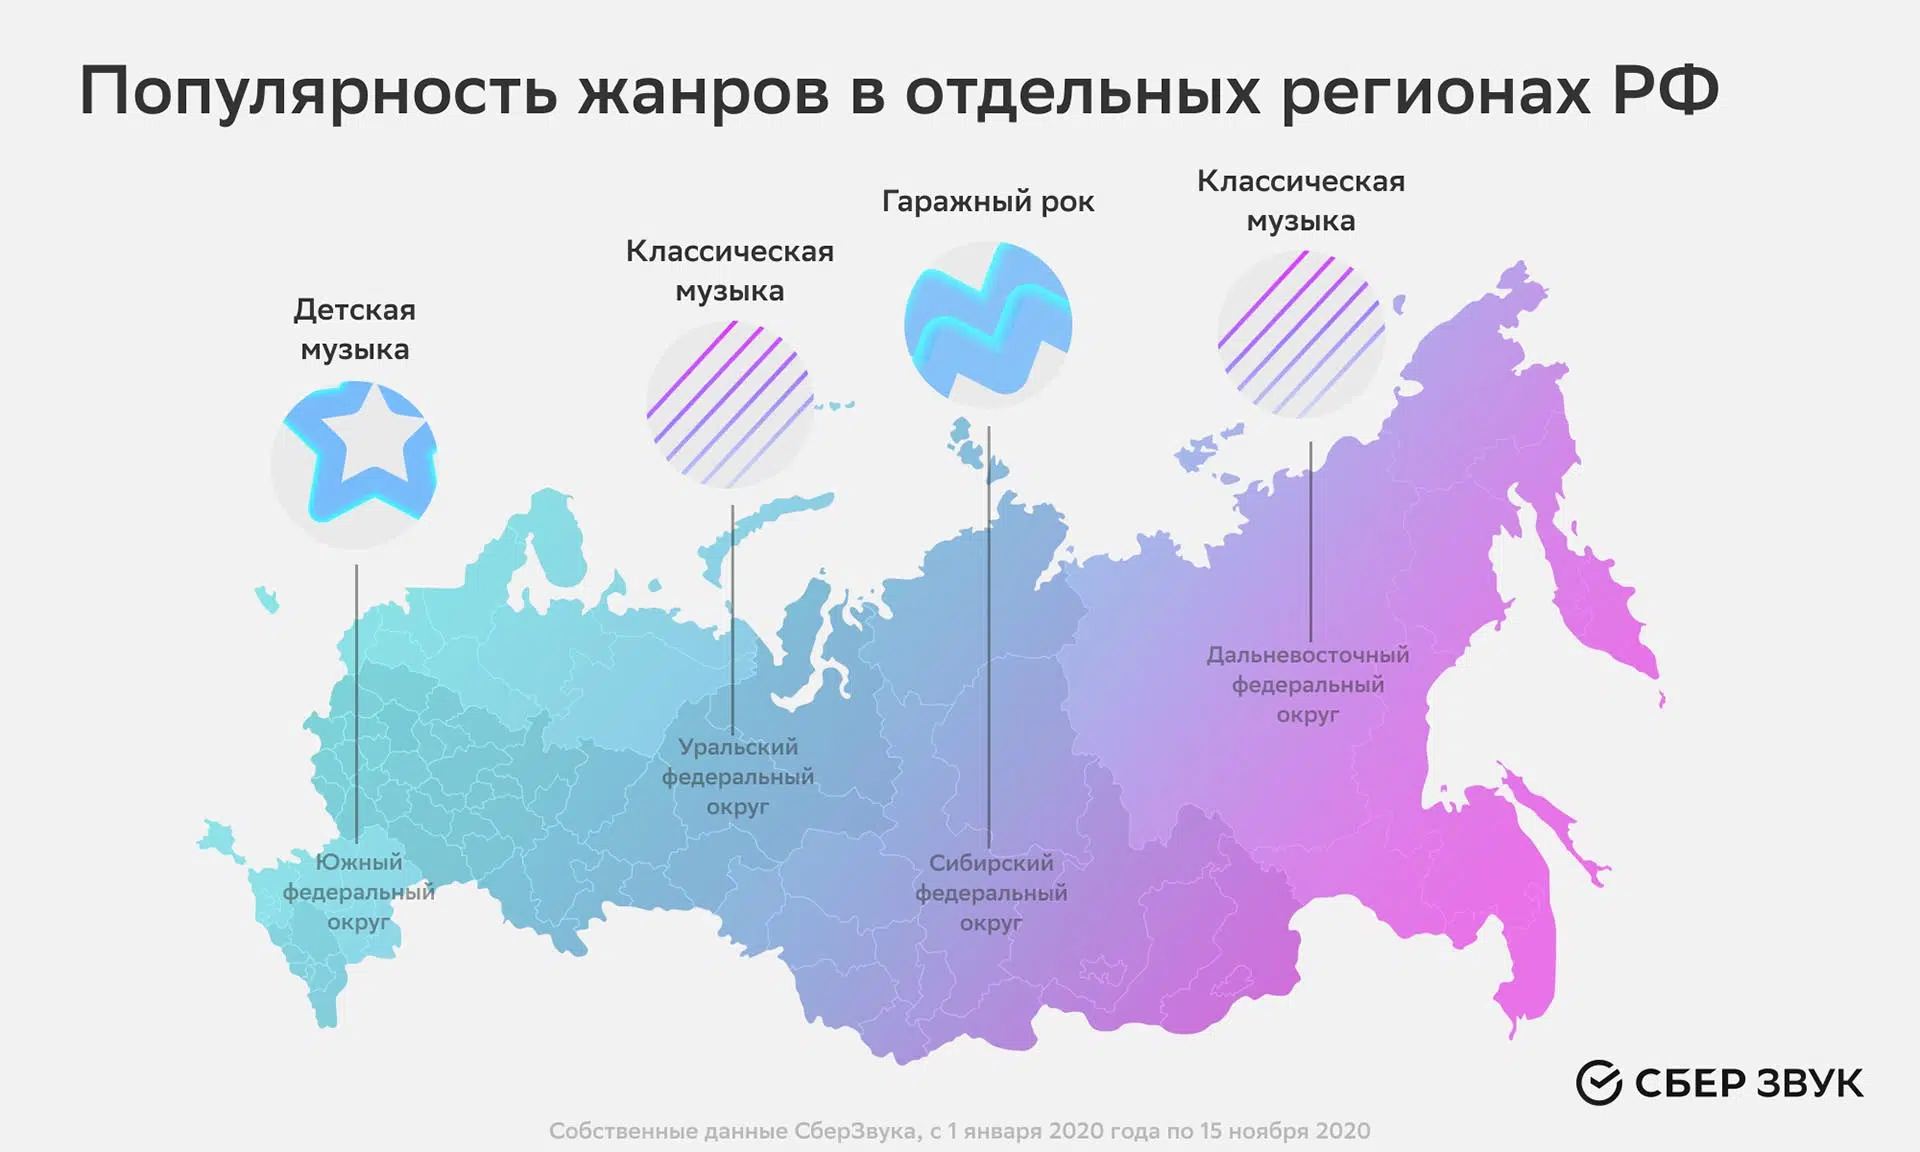 Популярность жанров в отдельных регионах РФ
Детская
музыка
Классическая
музыка
Гаражный рок
Классическая
музыка
Южный
федеральный
округ
Уральский
федеральный
округ
Сибирский
федеральный
округ
Дальневосточный
федеральный
округ
СБЕР ЗВУК
Собственные данные СберЗвука, с 1 января 2020 года по 15 ноября 2020